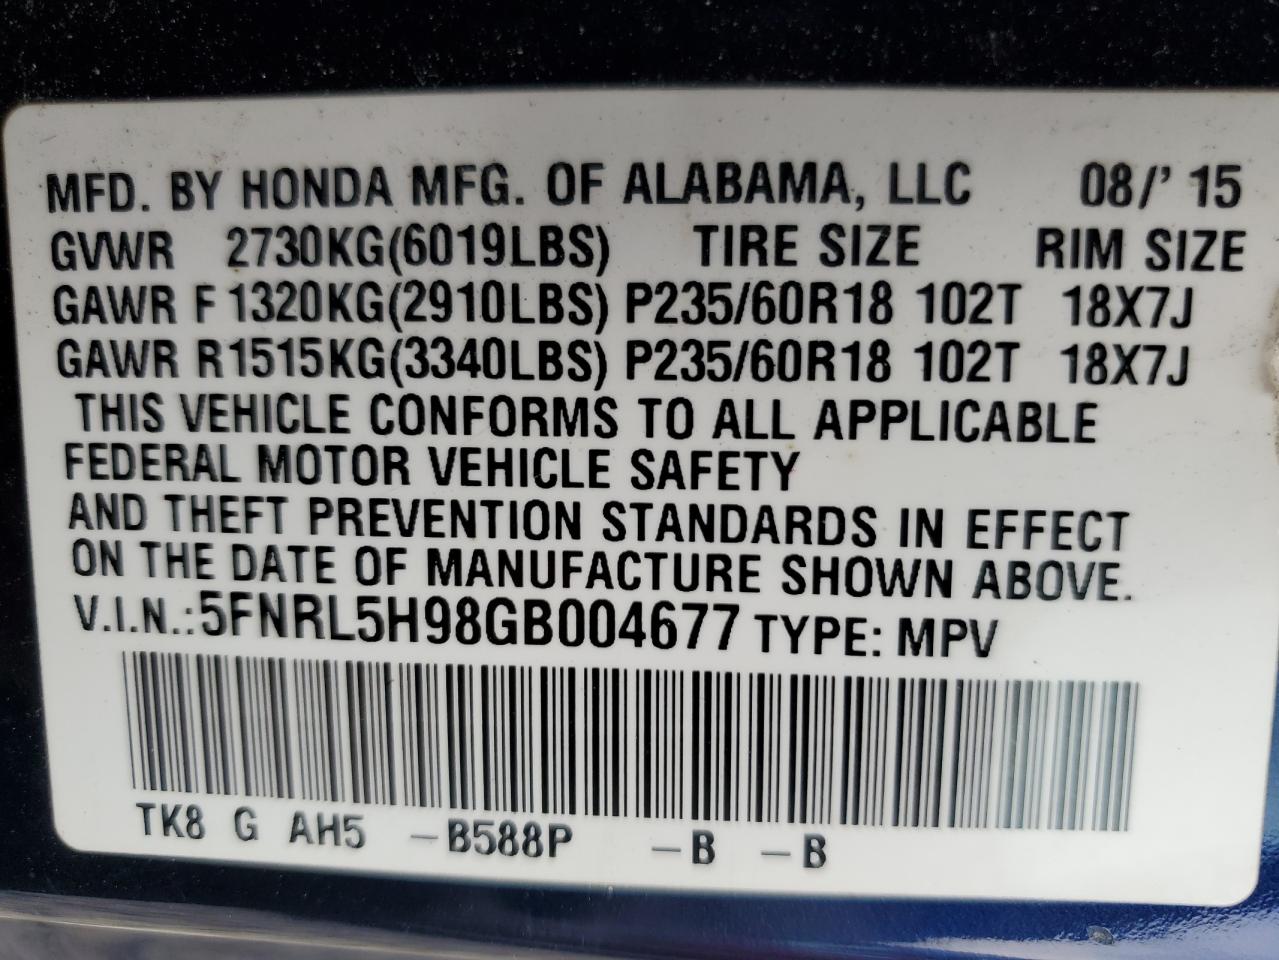 MFD. BY HONDA MFG. OF ALABAMA, LLC 08/' 15
GVWR 2730KG(6019LBS) TIRE SIZE RIM SIZE
GAWR F 1320KG(2910LBS) P235/60R18 102T 18X7J
GAWR R1515KG(3340LBS) P235/60R18 102T 18X7J
THIS VEHICLE CONFORMS TO ALL APPLICABLE
FEDERAL MOTOR VEHICLE SAFETY
AND THEFT PREVENTION STANDARDS IN EFFECT
ON THE DATE OF MANUFACTURE SHOWN ABOVE.
V.I.N.:5FNRL5H98GB004677 TYPE: MPV
TK8 G AH5 –B588P –B –B